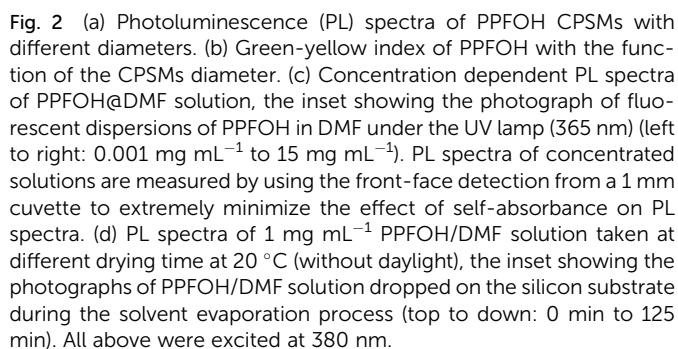 Fig. 2 (a) Photoluminescence (PL) spectra of PPFOH CPSMs with
different diameters. (b) Green-yellow index of PPFOH with the func-
tion of the CPSMs diameter. (c) Concentration dependent PL spectra
of PPFOH@DMF solution, the inset showing the photograph of fluo-
rescent dispersions of PPFOH in DMF under the UV lamp (365 nm) (left
to right: 0.001 mg mL⁻¹ to 15 mg mL⁻¹). PL spectra of concentrated
solutions are measured by using the front-face detection from a 1 mm
cuvette to extremely minimize the effect of self-absorbance on PL
spectra. (d) PL spectra of 1 mg mL⁻¹ PPFOH/DMF solution taken at
different drying time at 20 °C (without daylight), the inset showing the
photographs of PPFOH/DMF solution dropped on the silicon substrate
during the solvent evaporation process (top to down: 0 min to 125
min). All above were excited at 380 nm.